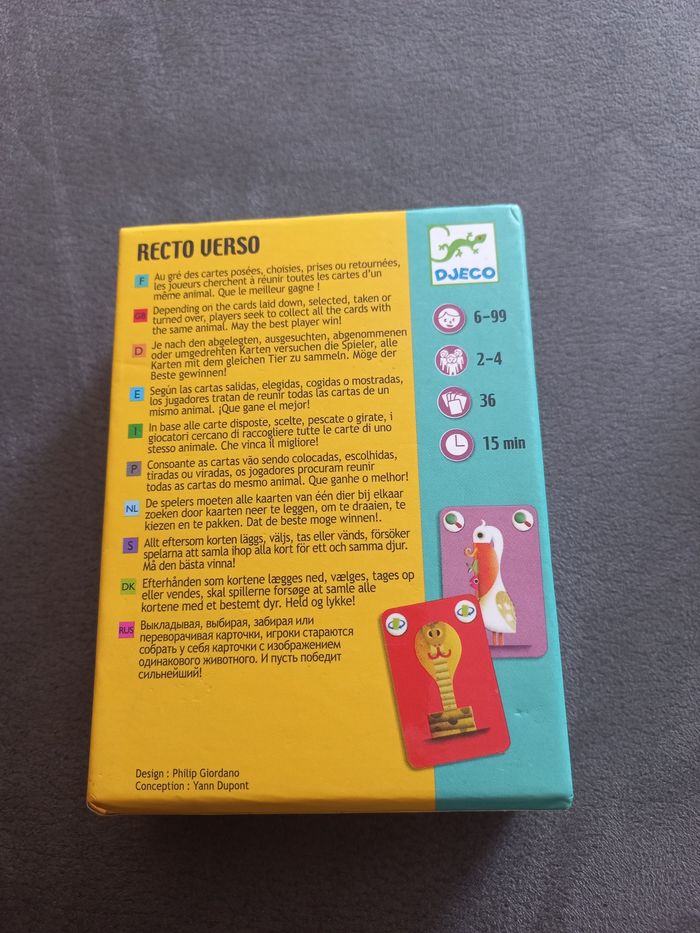 RECTO VERSO
F Au gré des cartes posées, choisies, prises ou retournées,
les joueurs cherchent à réunir toutes les cartes d'un
même animal. Que le meilleur gagne !
GB Depending on the cards laid down, selected, taken or
turned over, players seek to collect all the cards with
the same animal. May the best player win!
D Je nach den abgelegten, ausgesuchten, abgenommenen
oder umgedrehten Karten versuchen die Spieler, alle
Karten mit dem gleichen Tier zu sammeln. Möge der
Beste gewinnen!
E Según las cartas salidas, elegidas, cogidas o mostradas,
los jugadores tratan de reunir todas las cartas de un
mismo animal. ¡Que gane el mejor!
I In base alle carte disposte, scelte, pescate o girate, i
giocatori cercano di raccogliere tutte le carte di uno
stesso animale. Che vinca il migliore!
P Consoante as cartas vão sendo colocadas, escolhidas,
tiradas ou viradas, os jogadores procuram reunir
todas as cartas do mesmo animal. Que ganhe o melhor!
NL De spelers moeten alle kaarten van één dier bij elkaar
zoeken door kaarten neer te leggen, om te draaien, te
kiezen en te pakken. Dat de beste moge winnen!.
S Allt eftersom korten läggs, väljs, tas eller vänds, försöker
spelarna att samla ihop alla kort för ett och samma djur.
Må den bästa vinna!
DK Efterhånden som kortene lægges ned, vælges, tages op
eller vendes, skal spillerne forsøge at samle alle
kortene med et bestemt dyr. Held og lykke!
RUS Выкладывая, выбирая, забирая или
переворачивая карточки, игроки стараются
собрать у себя карточки с изображением
одинакового животного. И пусть победит
сильнейший!
Design : Philip Giordano
Conception : Yann Dupont
DJECO
6-99
2-4
36
15 min